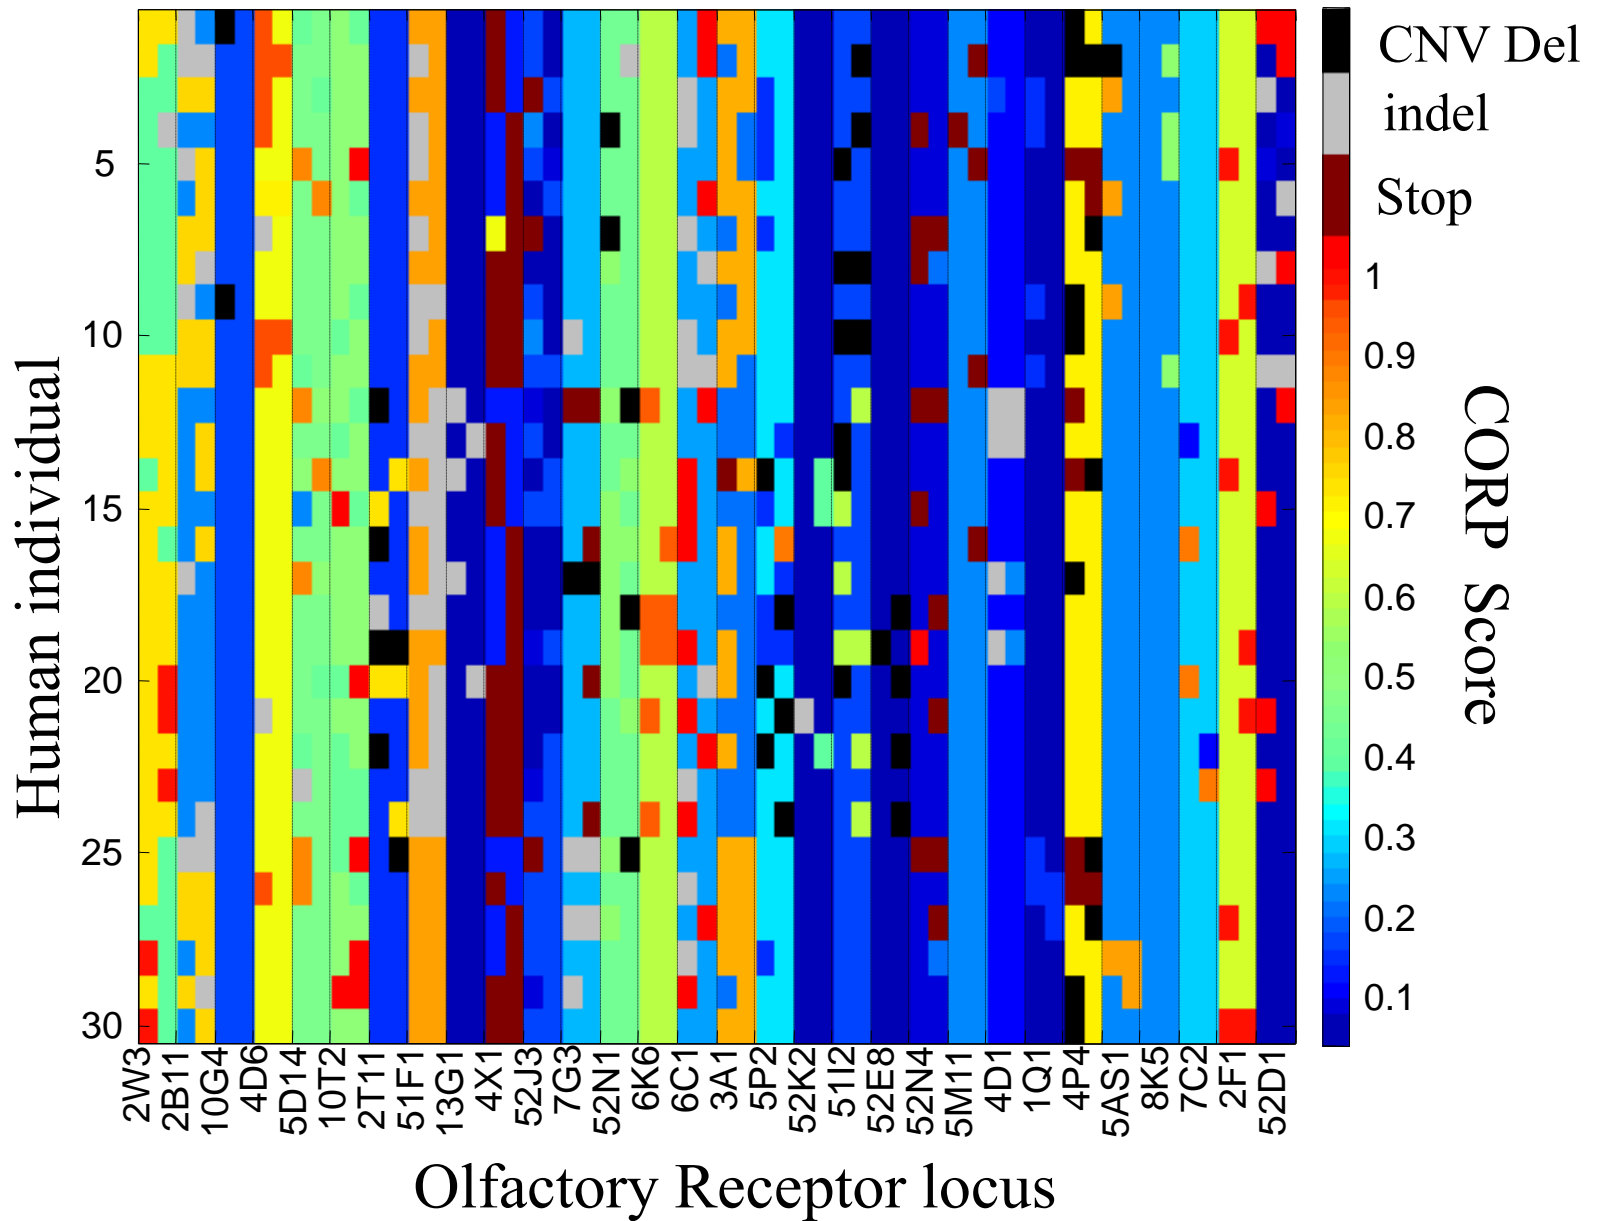 CNV Del
indel
Stop
1
0.9
0.8
0.7
0.6
0.5
0.4
0.3
0.2
0.1
CORP Score
Human individual
5
10
15
20
25
30
2W3
2B11
10G4
4D6
5D14
10T2
2T11
51F1
13G1
4X1
52J3
7G3
52N1
6K6
6C1
3A1
5P2
52K2
51I2
52E8
52N4
5M11
4D1
1Q1
4P4
5AS1
8K5
7C2
2F1
52D1
Olfactory Receptor locus